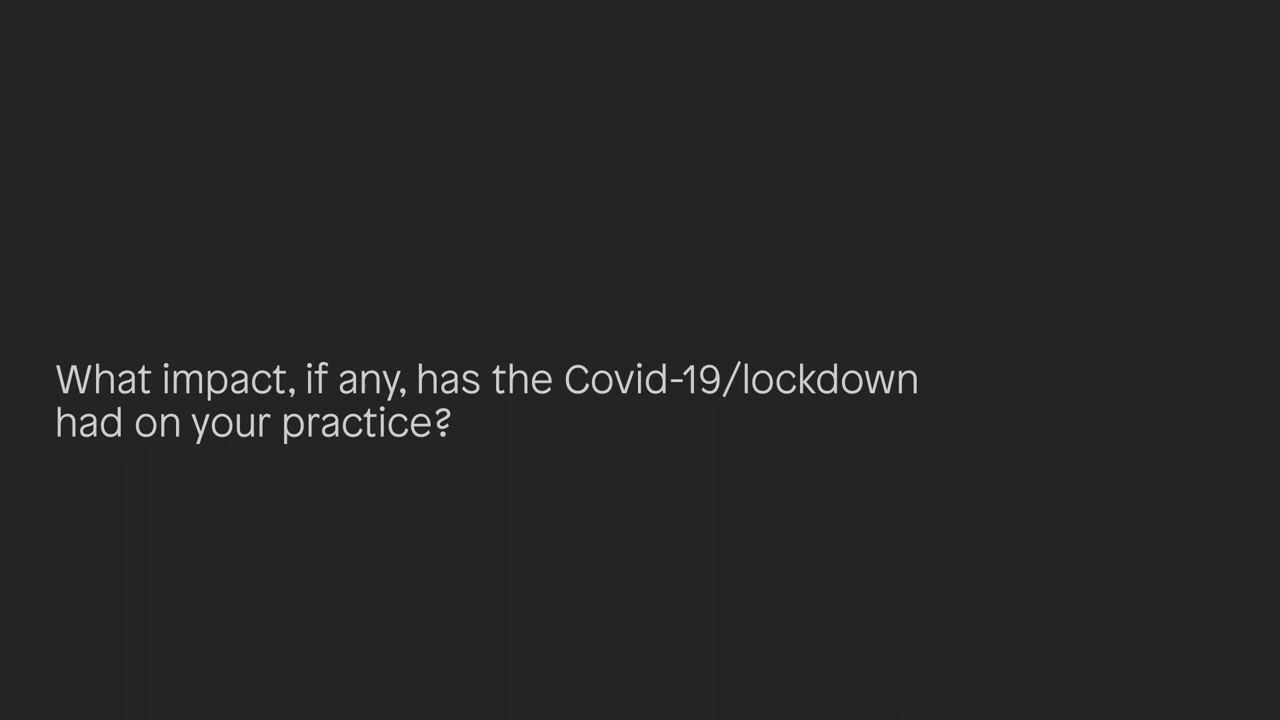 What impact, if any, has the Covid-19/lockdown
had on your practice?